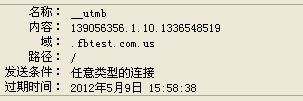 名称： __utmb
内容： 139056356.1.10.1336548519
域： .fbtest.com.us
路径： /
发送条件： 任意类型的连接
过期时间： 2012年5月9日 15:58:38